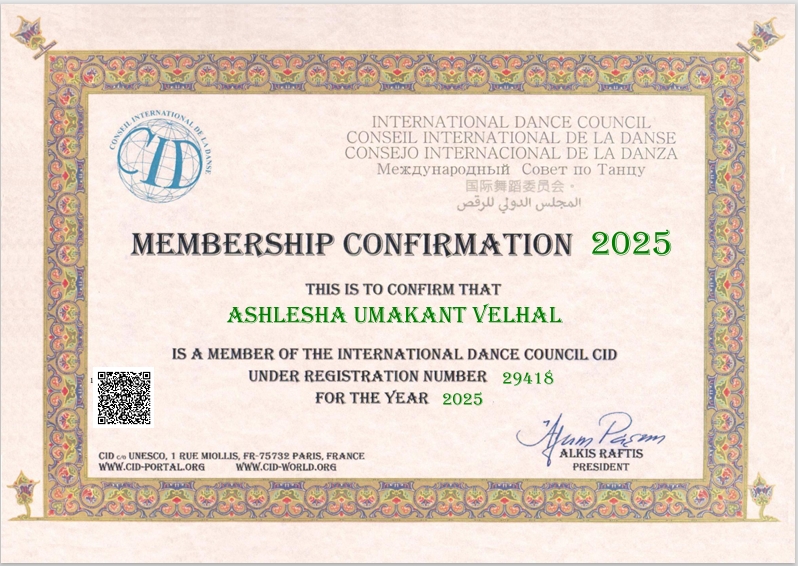 CONSEIL INTERNATIONAL DE LA DANSE
CID
INTERNATIONAL DANCE COUNCIL
CONSEIL INTERNATIONAL DE LA DANSE
CONSEJO INTERNACIONAL DE LA DANZA
Международный Совет по Танцу
国际舞蹈委员会·
المجلس الدولي للرقص
MEMBERSHIP CONFIRMATION 2025
THIS IS TO CONFIRM THAT
ASHLESHA UMAKANT VELHAL
IS A MEMBER OF THE INTERNATIONAL DANCE COUNCIL CID
UNDER REGISTRATION NUMBER 29418
FOR THE YEAR 2025
1
ALKIS RAFTIS
PRESIDENT
CID c/o UNESCO, 1 RUE MIOLLIS, FR-75732 PARIS, FRANCE
WWW.CID-PORTAL.ORG WWW.CID-WORLD.ORG